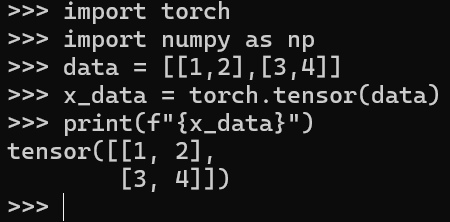 >>> import torch
>>> import numpy as np
>>> data = [[1,2],[3,4]]
>>> x_data = torch.tensor(data)
>>> print(f"{x_data}")
tensor([[1, 2],
        [3, 4]])
>>>